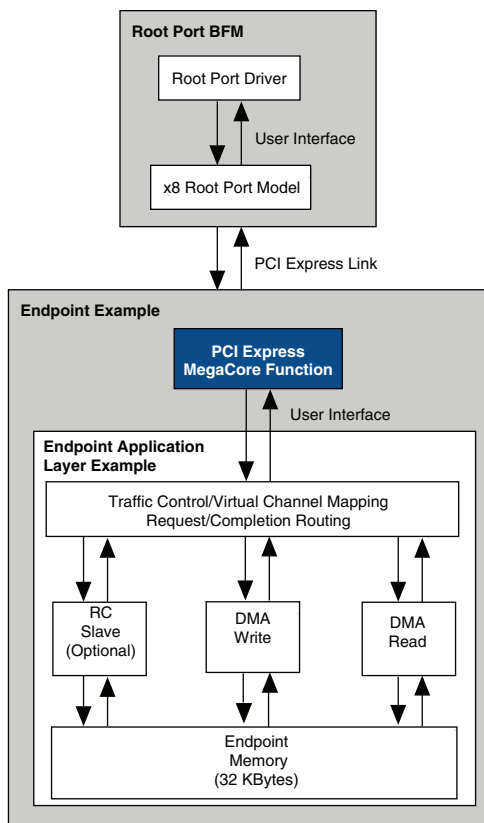 Root Port BFM
Root Port Driver
User Interface
x8 Root Port Model
PCI Express Link
Endpoint Example
PCI Express
MegaCore Function
User Interface
Endpoint Application
Layer Example
Traffic Control/Virtual Channel Mapping
Request/Completion Routing
RC
Slave
(Optional)
DMA
Write
DMA
Read
Endpoint
Memory
(32 KBytes)